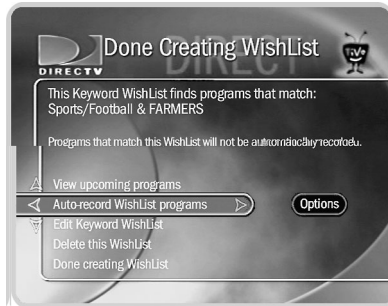 DIRECTV
Done Creating WishList
This Keyword WishList finds programs that match:
Sports/Football & FARMERS
Programs that match this WishList will not be automatically recorded.
View upcoming programs
Auto-record WishList programs
Options
Edit Keyword WishList
Delete this WishList
Done creating WishList